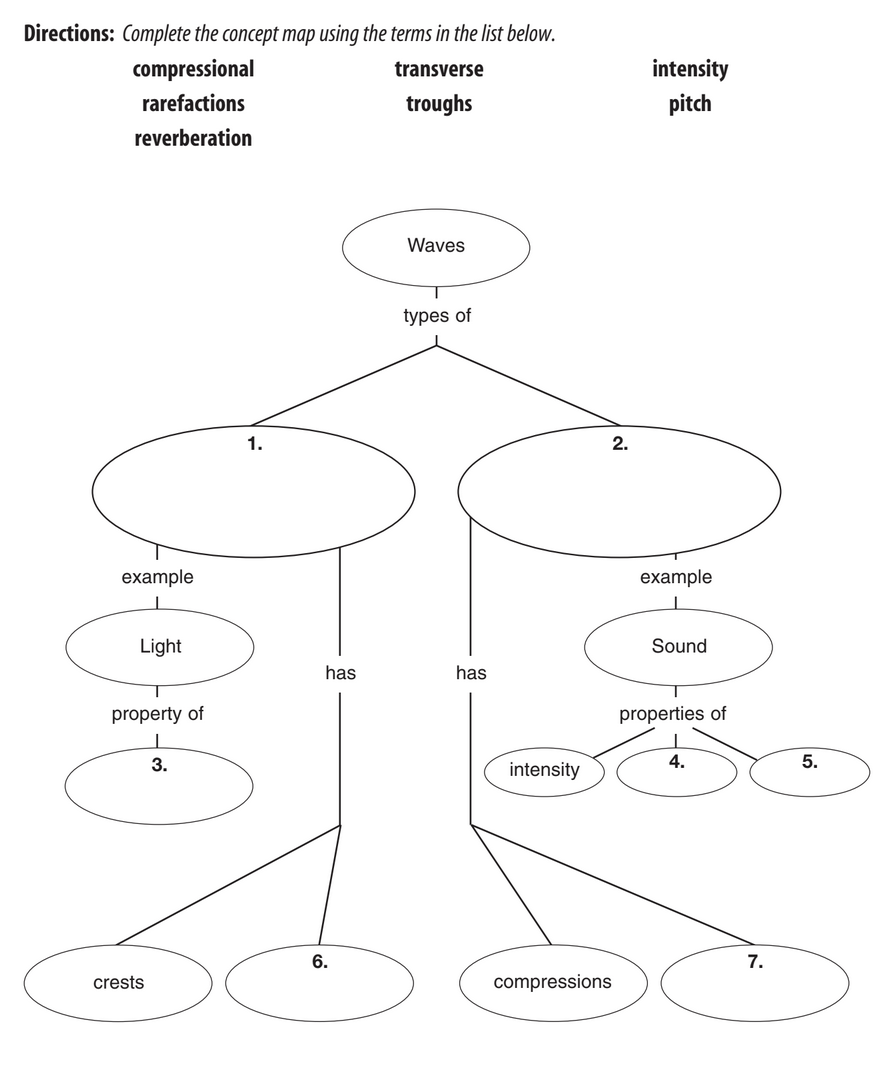 Directions: Complete the concept map using the terms in the list below.
compressional transverse intensity
rarefactions troughs pitch
reverberation
Waves
types of
1. 2.
example example
Light Sound
has has
property of properties of
3. intensity 4. 5.
crests 6. compressions 7.